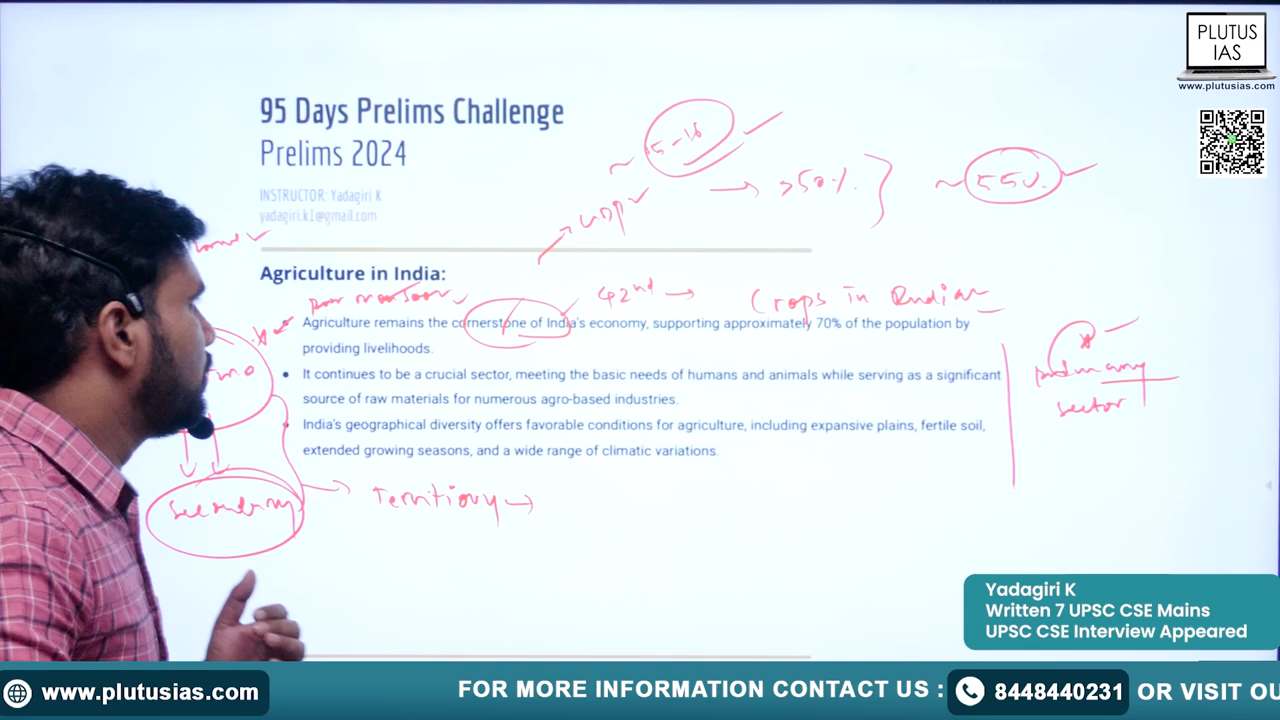 PLUTUS
IAS
www.plutusias.com
95 Days Prelims Challenge
Prelims 2024
INSTRUCTOR: Yadagiri K
yadagiri.k1@gmail.com
~ 15-16
→ >50%. }
~ 55%.
GDP
Agriculture in India:
poor monsoon
42nd → Crops in Indian
Agriculture remains the cornerstone of India's economy, supporting approximately 70% of the population by
providing livelihoods.
• It continues to be a crucial sector, meeting the basic needs of humans and animals while serving as a significant
source of raw materials for numerous agro-based industries.
India's geographical diversity offers favorable conditions for agriculture, including expansive plains, fertile soil,
extended growing seasons, and a wide range of climatic variations.
sector
→ Territiory →
Yadagiri K
Written 7 UPSC CSE Mains
UPSC CSE Interview Appeared
www.plutusias.com
FOR MORE INFORMATION CONTACT US : 8448440231 OR VISIT OU